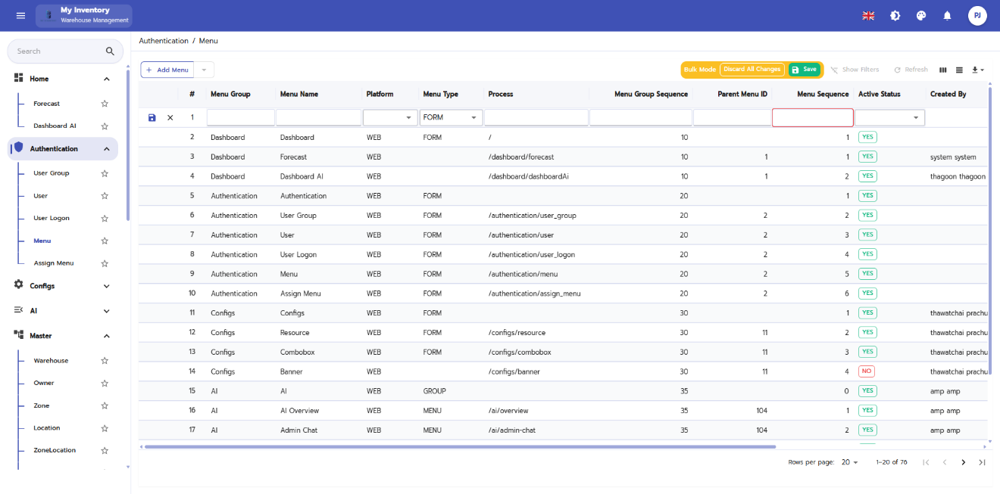 My Inventory
Warehouse Management
PJ
Search
Home
Forecast
Dashboard AI
Authentication
User Group
User
User Logon
Menu
Assign Menu
Configs
AI
Master
Warehouse
Owner
Zone
Location
ZoneLocation
Authentication / Menu
+ Add Menu
Bulk Mode Discard All Changes Save Show Filters Refresh
# Menu Group Menu Name Platform Menu Type Process Menu Group Sequence Parent Menu ID Menu Sequence Active Status Created By
1 FORM
2 Dashboard Dashboard WEB FORM / 10 1 YES
3 Dashboard Forecast WEB /dashboard/forecast 10 1 1 YES system system
4 Dashboard Dashboard AI WEB /dashboard/dashboardAi 10 1 2 YES thagoon thagoon
5 Authentication Authentication WEB FORM 20 1 YES
6 Authentication User Group WEB FORM /authentication/user_group 20 2 2 YES
7 Authentication User WEB FORM /authentication/user 20 2 3 YES
8 Authentication User Logon WEB FORM /authentication/user_logon 20 2 4 YES
9 Authentication Menu WEB FORM /authentication/menu 20 2 5 YES
10 Authentication Assign Menu WEB FORM /authentication/assign_menu 20 2 6 YES
11 Configs Configs WEB FORM 30 1 YES thawatchai prachu
12 Configs Resource WEB FORM /configs/resource 30 11 2 YES thawatchai prachu
13 Configs Combobox WEB FORM /configs/combobox 30 11 3 YES thawatchai prachu
14 Configs Banner WEB /configs/banner 30 11 4 NO thawatchai prachu
15 AI AI WEB GROUP 35 0 YES amp amp
16 AI AI Overview WEB MENU /ai/overview 35 104 1 YES amp amp
17 AI Admin Chat WEB MENU /ai/admin-chat 35 104 2 YES amp amp
Rows per page: 20 1–20 of 76